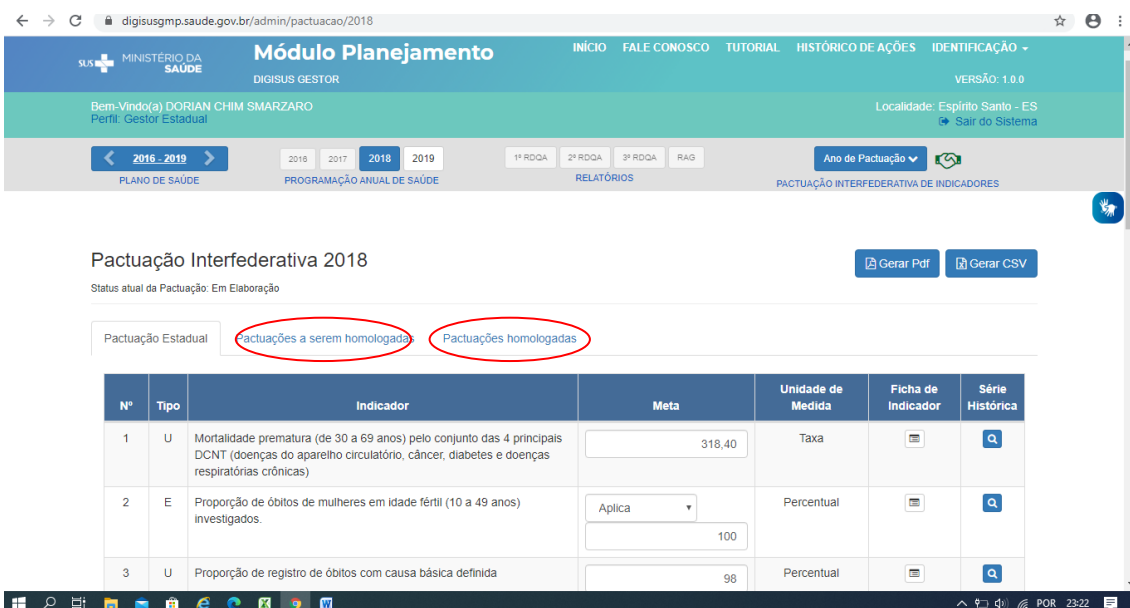 digisusgmp.saude.gov.br/admin/pactuacao/2018
SUS MINISTÉRIO DA SAÚDE
Módulo Planejamento
DIGISUS GESTOR
INÍCIO FALE CONOSCO TUTORIAL HISTÓRICO DE AÇÕES IDENTIFICAÇÃO
VERSÃO: 1.0.0
Bem-Vindo(a) DORIAN CHIM SMARZARO
Perfil: Gestor Estadual
Localidade: Espírito Santo - ES
Sair do Sistema
2016 - 2019
PLANO DE SAÚDE
2016 2017 2018 2019
PROGRAMAÇÃO ANUAL DE SAÚDE
1º RDQA 2º RDQA 3º RDQA RAG
RELATÓRIOS
Ano de Pactuação
PACTUAÇÃO INTERFEDERATIVA DE INDICADORES
Pactuação Interfederativa 2018
Gerar Pdf Gerar CSV
Status atual da Pactuação: Em Elaboração
Pactuação Estadual Pactuações a serem homologadas Pactuações homologadas
Nº Tipo Indicador Meta Unidade de Medida Ficha de Indicador Série Histórica
1 U Mortalidade prematura (de 30 a 69 anos) pelo conjunto das 4 principais
DCNT (doenças do aparelho circulatório, câncer, diabetes e doenças
respiratórias crônicas)
318,40 Taxa
2 E Proporção de óbitos de mulheres em idade fértil (10 a 49 anos)
investigados.
Aplica
100
Percentual
3 U Proporção de registro de óbitos com causa básica definida 98 Percentual
POR 23:22